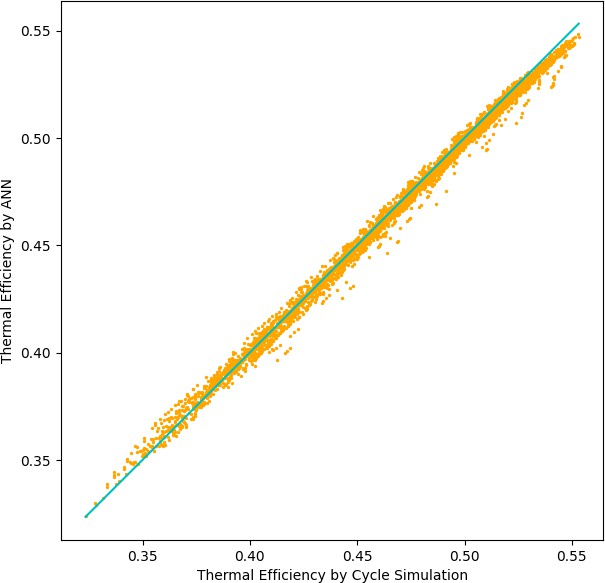 Thermal Efficiency by ANN
0.55
0.50
0.45
0.40
0.35
0.35 0.40 0.45 0.50 0.55
Thermal Efficiency by Cycle Simulation